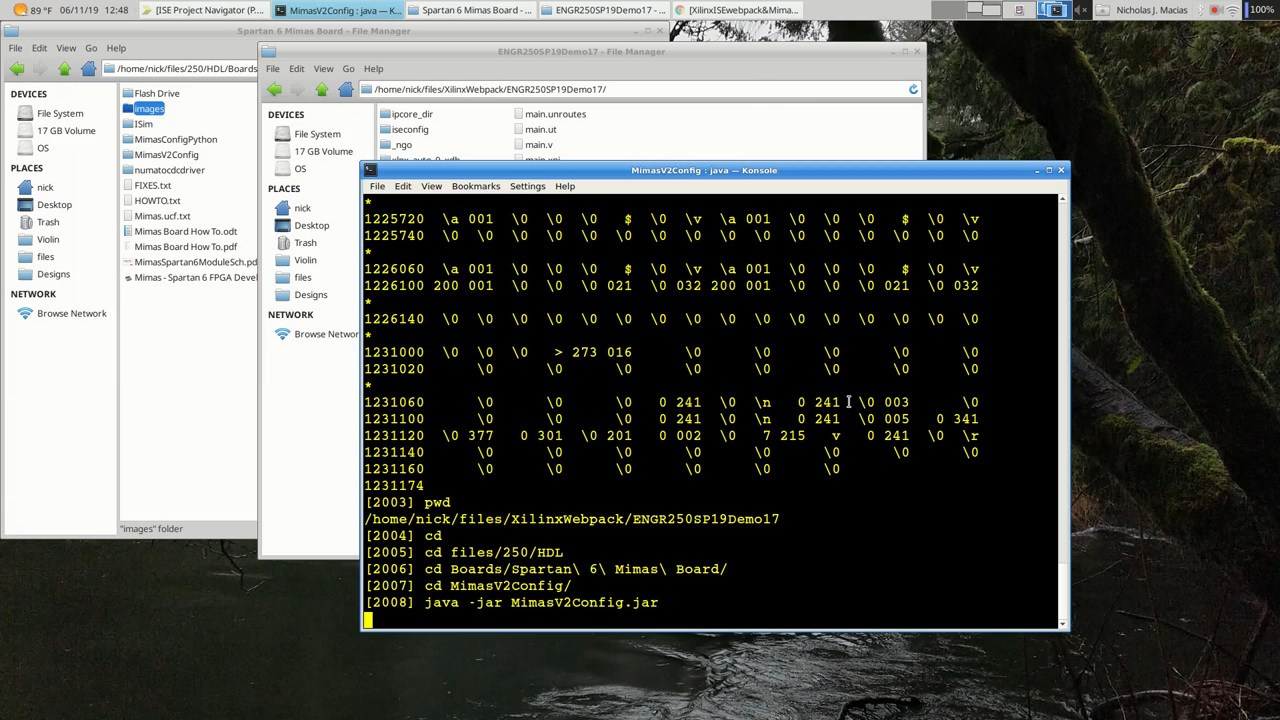 89 °F 06/11/19 12:48 [ISE Project Navigator (P.... MimasV2Config : java — K... Spartan 6 Mimas Board - ... ENGR250SP19Demo17 - ... [XilinxISEwebpack&Mima... Nicholas J. Macias 100%
Spartan 6 Mimas Board - File Manager
File Edit View Go Help
/home/nick/files/250/HDL/Boards
DEVICES
File System
17 GB Volume
OS
PLACES
nick
Desktop
Trash
Violin
files
Designs
NETWORK
Browse Network
Flash Drive
images
ISim
MimasConfigPython
MimasV2Config
numatocdcdriver
FIXES.txt
HOWTO.txt
Mimas.ucf.txt
Mimas Board How To.odt
Mimas Board How To.pdf
MimasSpartan6ModuleSch.pd
Mimas - Spartan 6 FPGA Devel
"images" folder
ENGR250SP19Demo17 - File Manager
File Edit View Go Help
/home/nick/files/XilinxWebpack/ENGR250SP19Demo17/
DEVICES
File System
17 GB Volume
OS
PLACES
nick
Desktop
Trash
Violin
files
Designs
NETWORK
Browse Networ
ipcore_dir
iseconfig
_ngo
main.unroutes
main.ut
main.v
MimasV2Config : java — Konsole
File Edit View Bookmarks Settings Help
*
1225720 \a 001 \0 \0 \0 $ \0 \v \a 001 \0 \0 \0 $ \0 \v
1225740 \0 \0 \0 \0 \0 \0 \0 \0 \0 \0 \0 \0 \0 \0 \0 \0
*
1226060 \a 001 \0 \0 \0 $ \0 \v \a 001 \0 \0 \0 $ \0 \v
1226100 200 001 \0 \0 \0 021 \0 032 200 001 \0 \0 \0 021 \0 032
*
1226140 \0 \0 \0 \0 \0 \0 \0 \0 \0 \0 \0 \0 \0 \0 \0 \0
*
1231000 \0 \0 \0 > 273 016 \0 \0 \0 \0 \0
1231020 \0 \0 \0 \0 \0 \0 \0 \0
*
1231060 \0 \0 \0 0 241 \0 \n 0 241 \0 003 \0
1231100 \0 \0 \0 0 241 \0 \n 0 241 \0 005 0 341
1231120 \0 377 0 301 \0 201 0 002 \0 7 215 v 0 241 \0 \r
1231140 \0 \0 \0 \0 \0 \0 \0 \0
1231160 \0 \0 \0 \0 \0 \0
1231174
[2003] pwd
/home/nick/files/XilinxWebpack/ENGR250SP19Demo17
[2004] cd
[2005] cd files/250/HDL
[2006] cd Boards/Spartan\ 6\ Mimas\ Board/
[2007] cd MimasV2Config/
[2008] java -jar MimasV2Config.jar